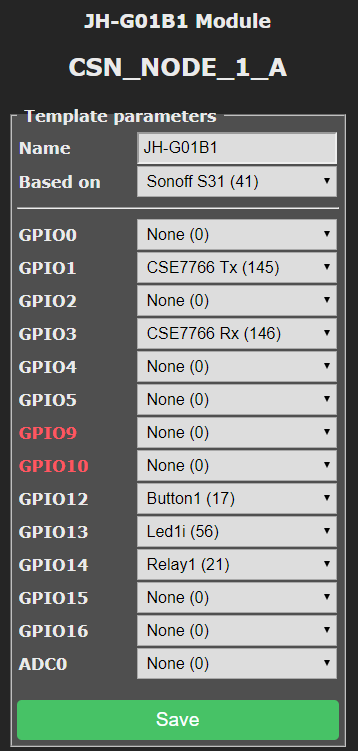 JH-G01B1 Module
CSN_NODE_1_A
Template parameters
Name JH-G01B1
Based on Sonoff S31 (41)
GPIO0 None (0)
GPIO1 CSE7766 Tx (145)
GPIO2 None (0)
GPIO3 CSE7766 Rx (146)
GPIO4 None (0)
GPIO5 None (0)
GPIO9 None (0)
GPIO10 None (0)
GPIO12 Button1 (17)
GPIO13 Led1i (56)
GPIO14 Relay1 (21)
GPIO15 None (0)
GPIO16 None (0)
ADC0 None (0)
Save